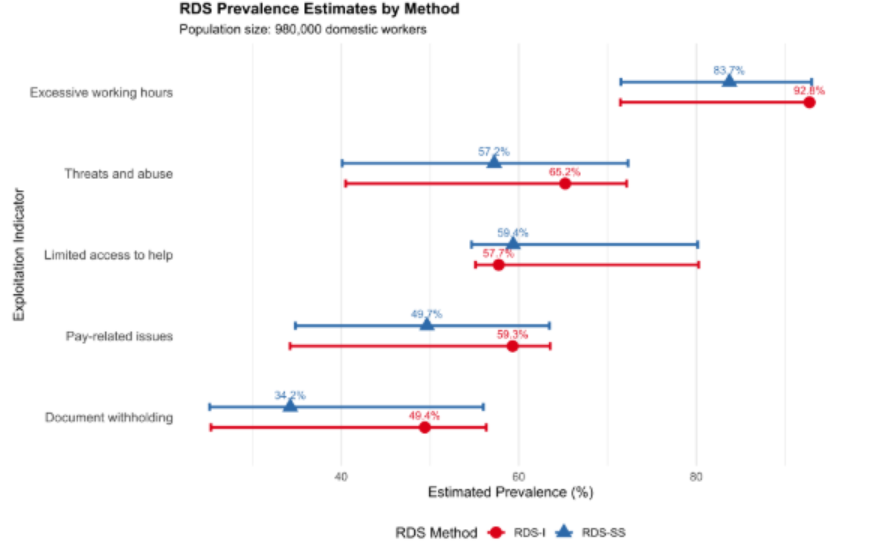 RDS Prevalence Estimates by Method
Population size: 980,000 domestic workers
Exploitation Indicator
Excessive working hours
83.7%
92.8%
Threats and abuse
57.2%
65.2%
Limited access to help
59.4%
57.7%
Pay-related issues
49.7%
59.3%
Document withholding
34.2%
49.4%
40 60 80
Estimated Prevalence (%)
RDS Method RDS-I RDS-SS